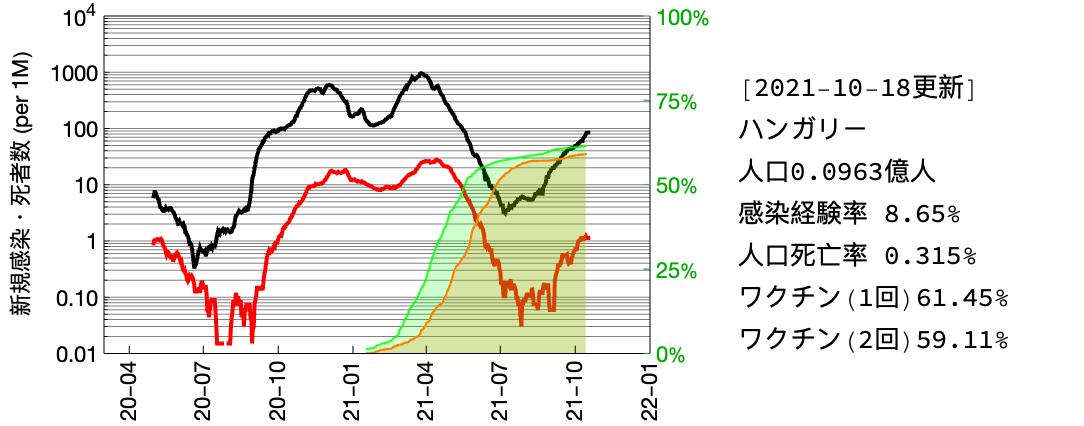 10^4
1000
100
10
1
0.10
0.01
新規感染・死者数 (per 1M)
100%
75%
50%
25%
0%
20-04
20-07
20-10
21-01
21-04
21-07
21-10
22-01
[2021-10-18更新]
ハンガリー
人口0.0963億人
感染経験率 8.65%
人口死亡率 0.315%
ワクチン(1回)61.45%
ワクチン(2回)59.11%